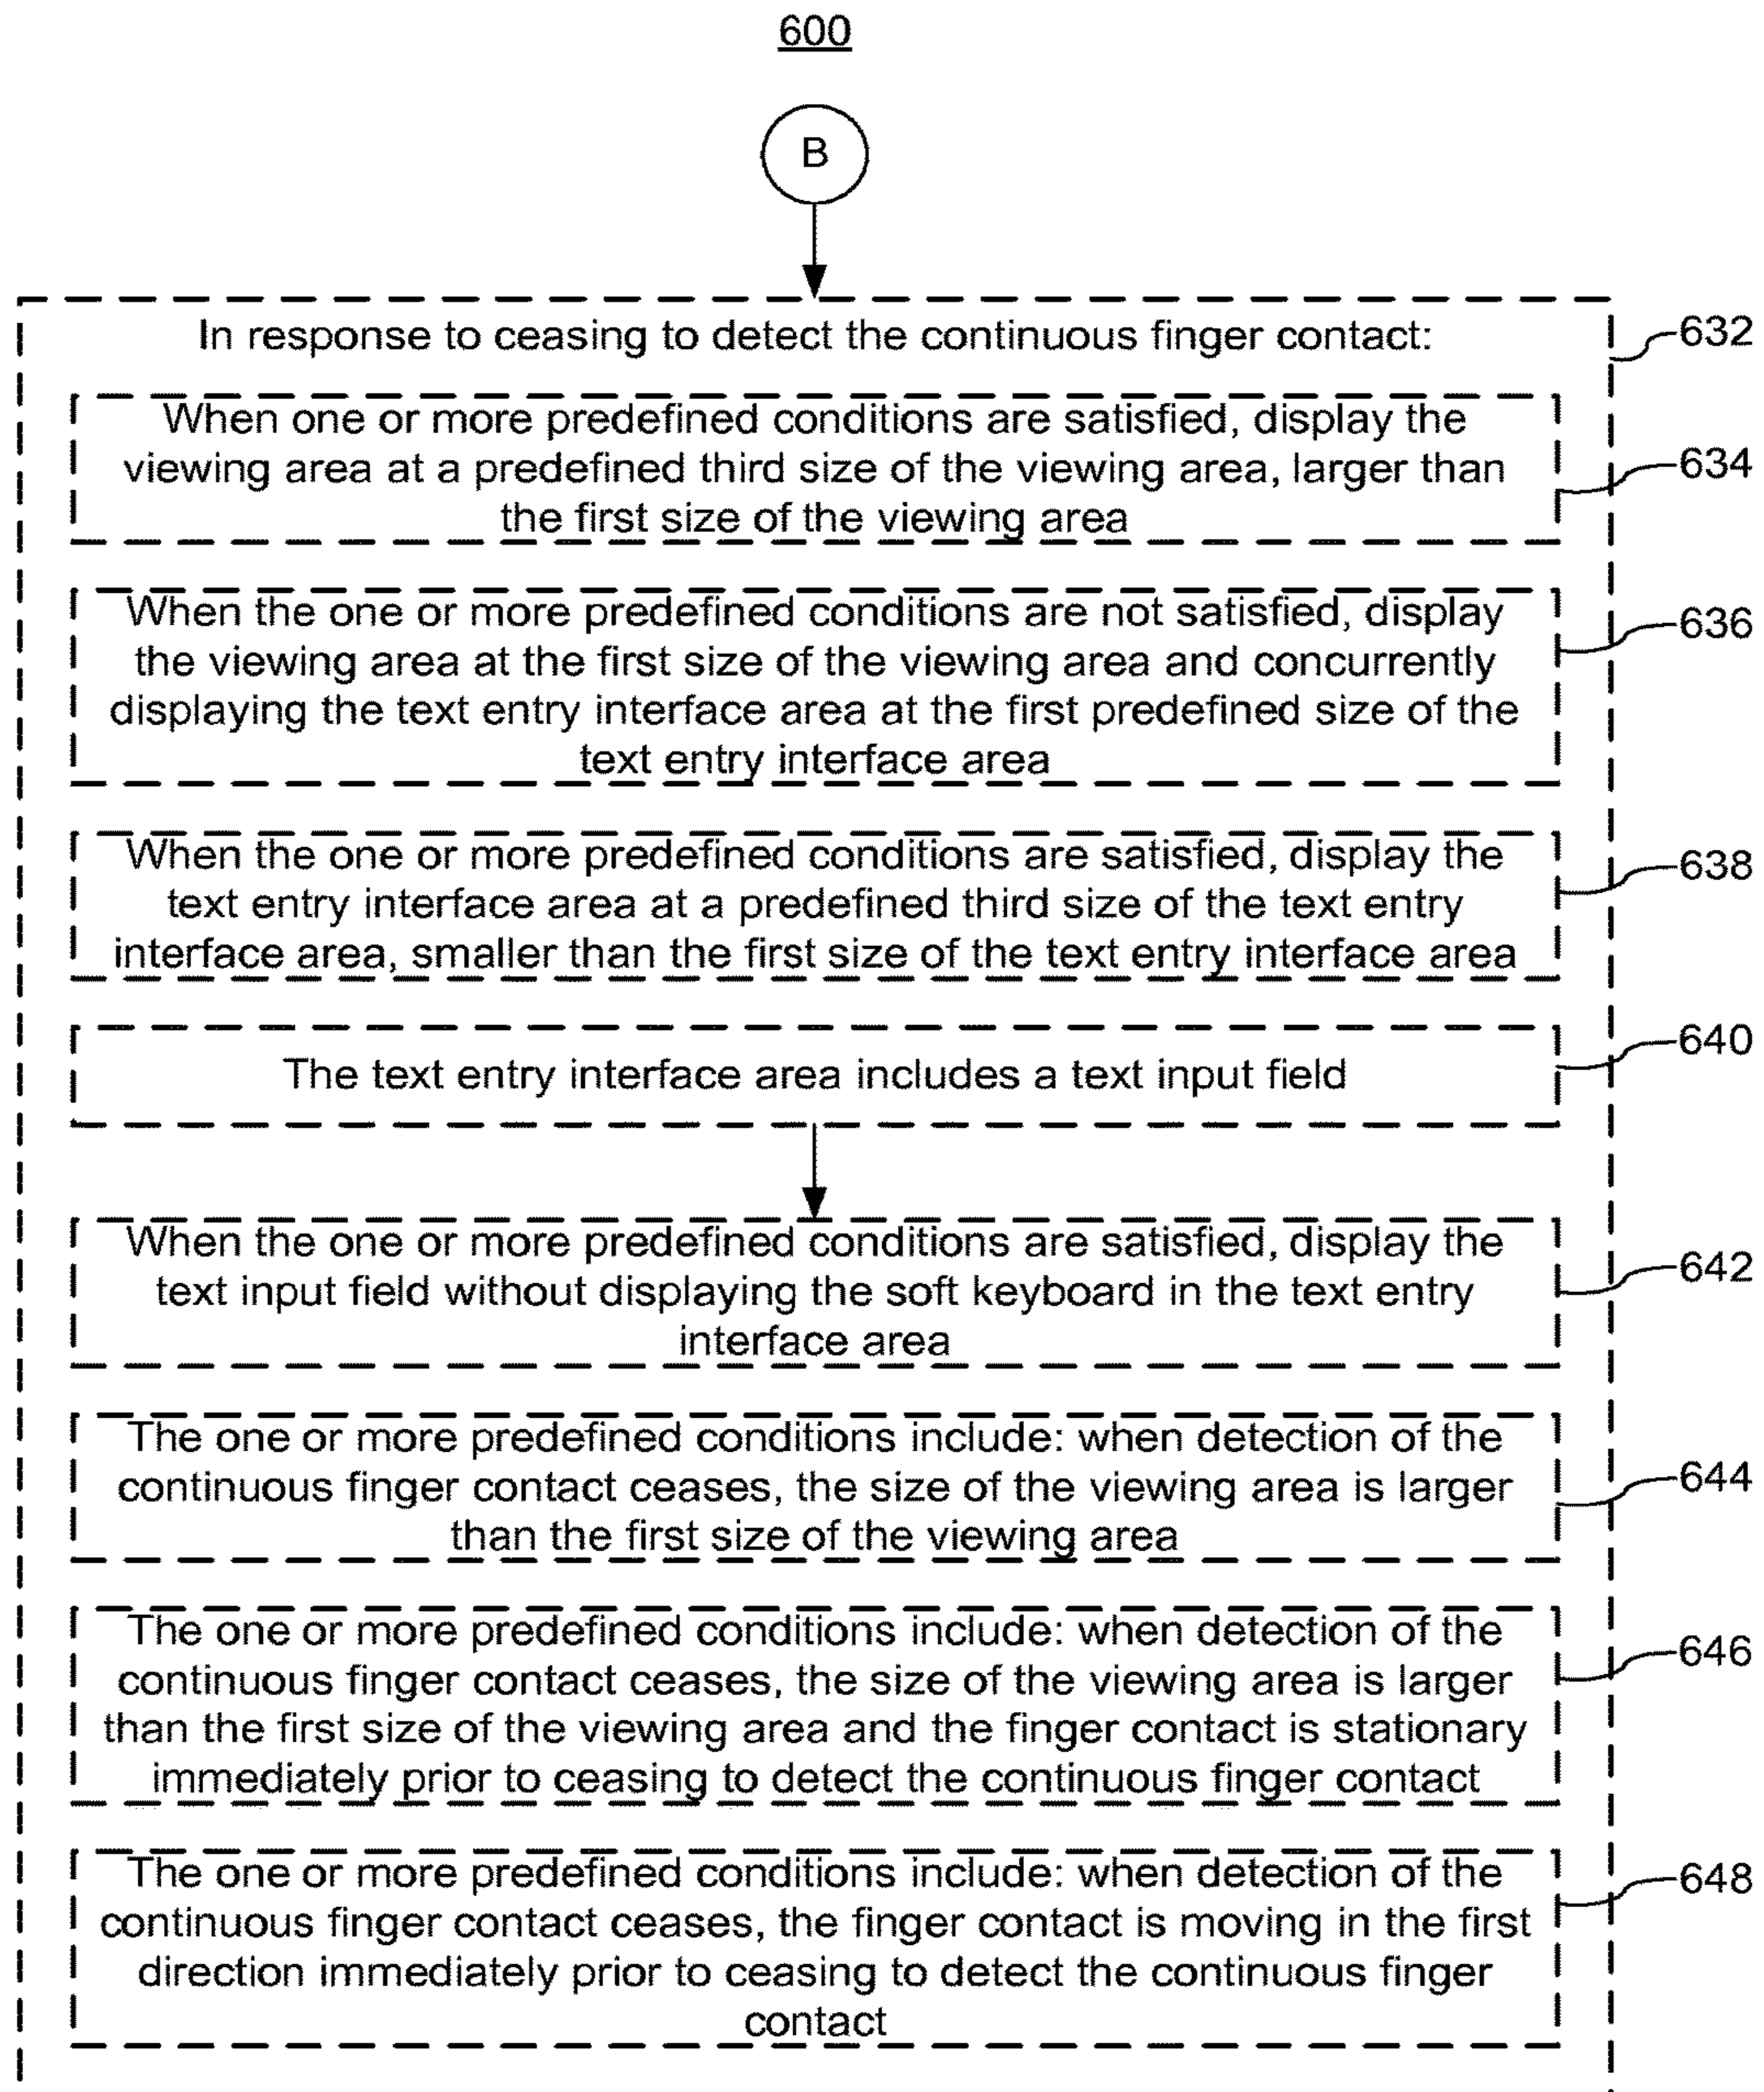 600
B
In response to ceasing to detect the continuous finger contact:
632
When one or more predefined conditions are satisfied, display the
viewing area at a predefined third size of the viewing area, larger than
the first size of the viewing area
634
When the one or more predefined conditions are not satisfied, display
the viewing area at the first size of the viewing area and concurrently
displaying the text entry interface area at the first predefined size of the
text entry interface area
636
When the one or more predefined conditions are satisfied, display the
text entry interface area at a predefined third size of the text entry
interface area, smaller than the first size of the text entry interface area
638
The text entry interface area includes a text input field
640
When the one or more predefined conditions are satisfied, display the
text input field without displaying the soft keyboard in the text entry
interface area
642
The one or more predefined conditions include: when detection of the
continuous finger contact ceases, the size of the viewing area is larger
than the first size of the viewing area
644
The one or more predefined conditions include: when detection of the
continuous finger contact ceases, the size of the viewing area is larger
than the first size of the viewing area and the finger contact is stationary
immediately prior to ceasing to detect the continuous finger contact
646
The one or more predefined conditions include: when detection of the
continuous finger contact ceases, the finger contact is moving in the first
direction immediately prior to ceasing to detect the continuous finger
contact
648